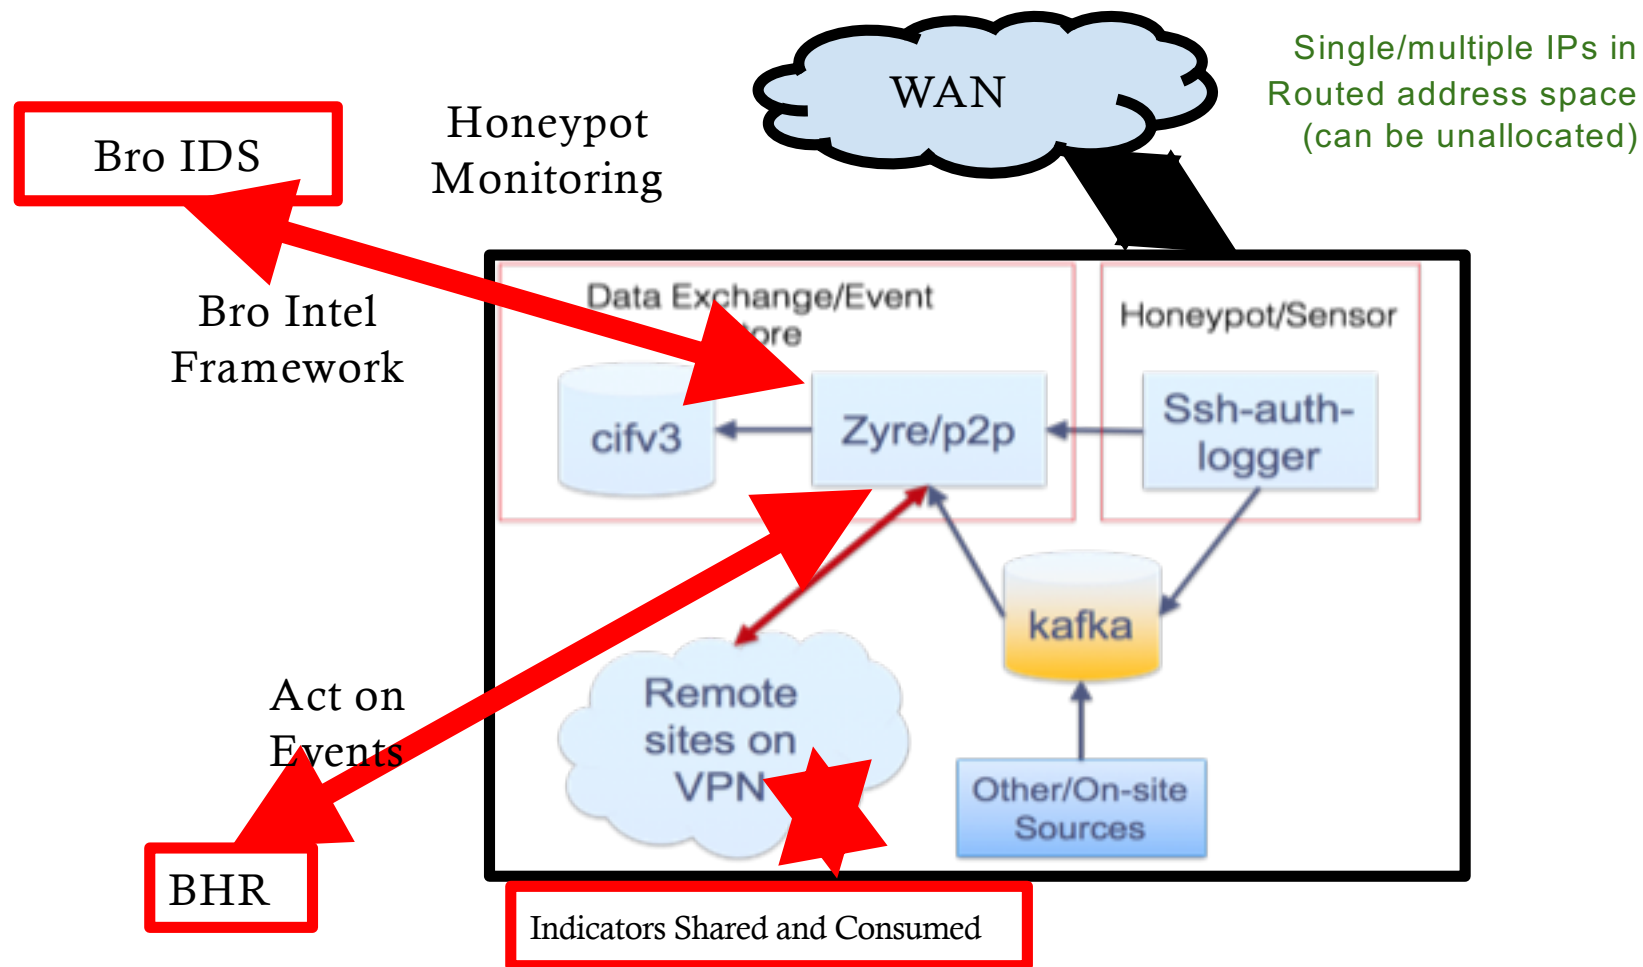 WAN
Single/multiple IPs in
Routed address space
(can be unallocated)
Bro IDS
Honeypot
Monitoring
Bro Intel
Framework
Data Exchange/Event
ore
Honeypot/Sensor
cifv3
Zyre/p2p
Ssh-auth-
logger
kafka
Remote
sites on
VPN
Other/On-site
Sources
Act on
Events
BHR
Indicators Shared and Consumed